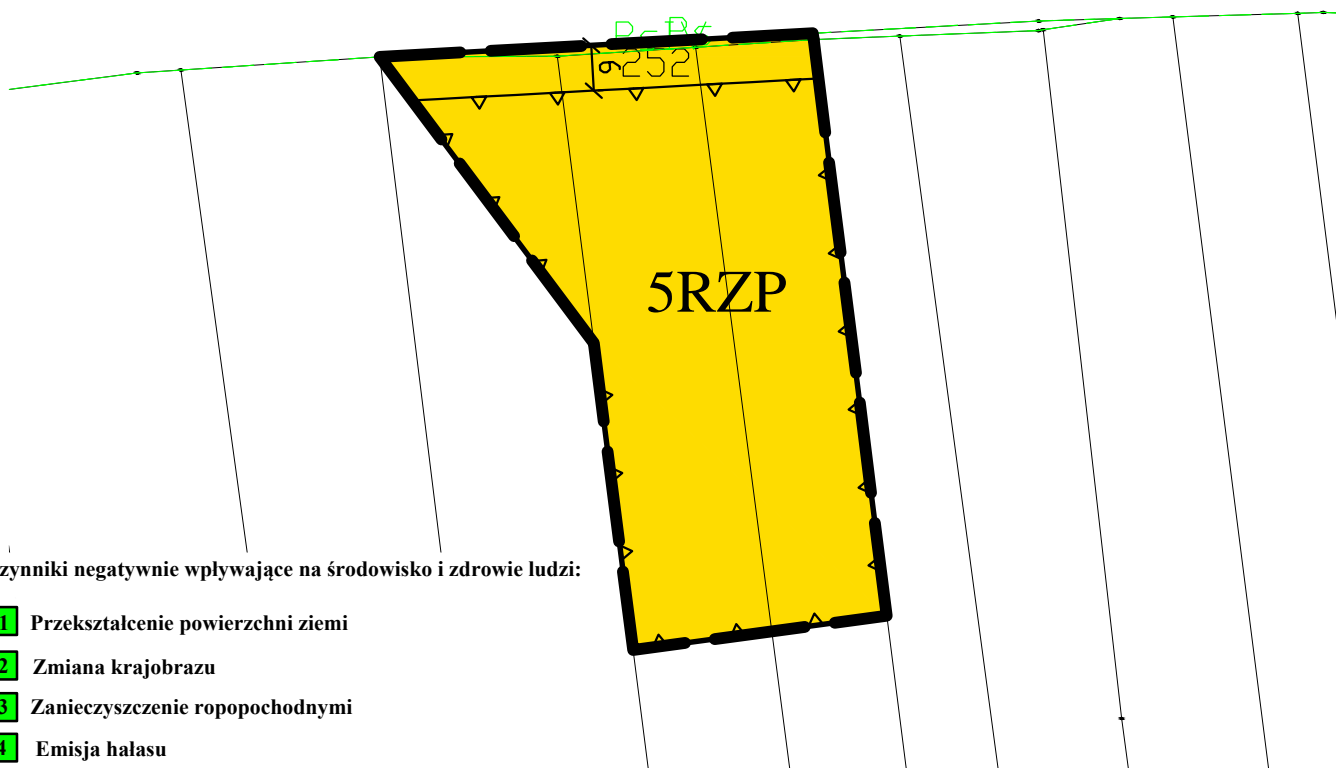 252
6
5RZP
zynniki negatywnie wpływające na środowisko i zdrowie ludzi:
1 Przekształcenie powierzchni ziemi
2 Zmiana krajobrazu
3 Zanieczyszczenie ropopochodnymi
4 Emisja hałasu